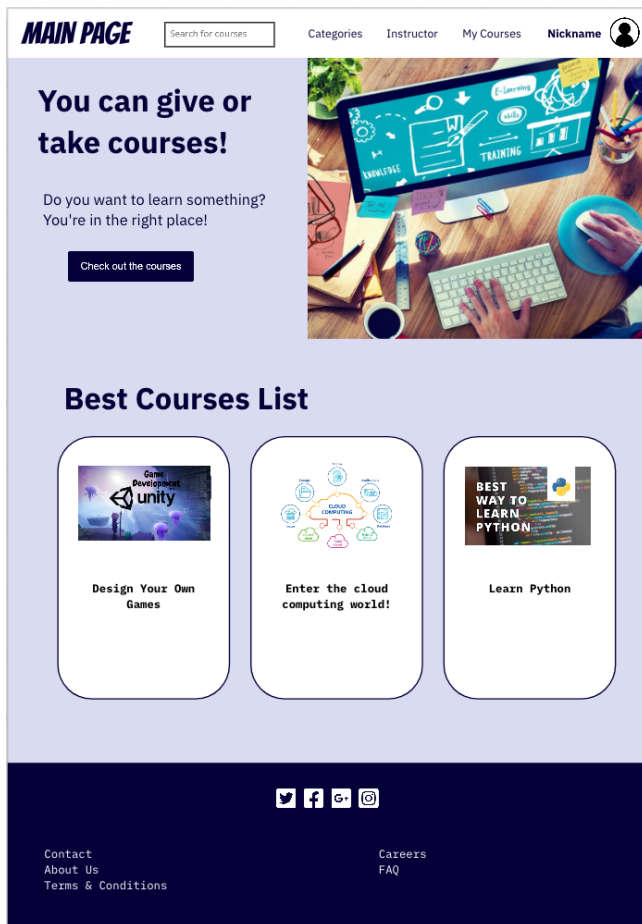 MAIN PAGE
Search for courses
Categories
Instructor
My Courses
Nickname
You can give or
take courses!
Do you want to learn something?
You're in the right place!
Check out the courses
E-Learning
skills
KNOWLEDGE
TRAINING
Best Courses List
Game
Development
unity
CLOUD
COMPUTING
BEST
WAY TO
LEARN
PYTHON
Design Your Own
Games
Enter the cloud
computing world!
Learn Python
G+
Contact
About Us
Terms & Conditions
Careers
FAQ